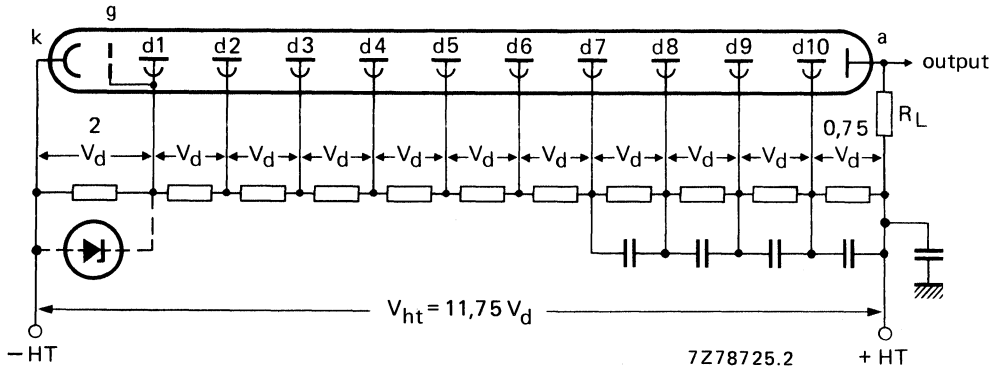 g
k d1 d2 d3 d4 d5 d6 d7 d8 d9 d10 a
output
R_L
2 0,75
V_d V_d V_d V_d V_d V_d V_d V_d V_d V_d V_d
V_ht = 11,75 V_d
−HT 7Z78725.2 +HT